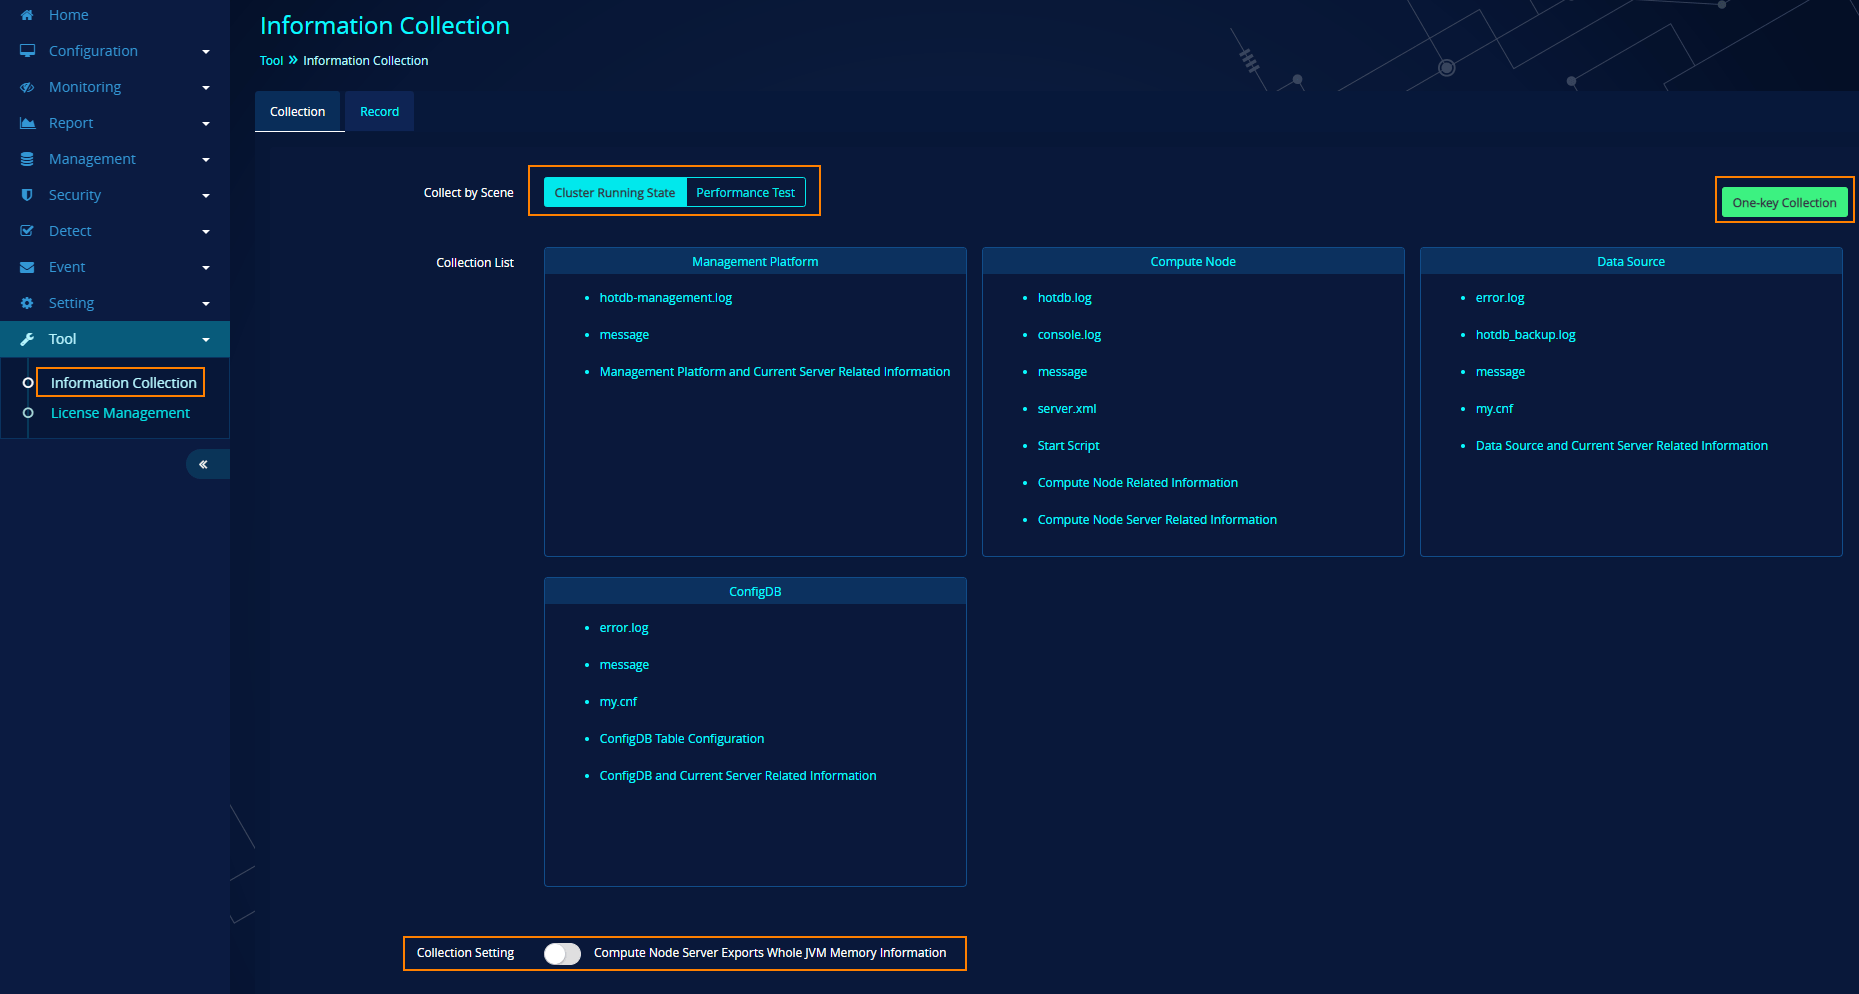 Home
Configuration
Monitoring
Report
Management
Security
Detect
Event
Setting
Tool
Information Collection
License Management
Information Collection
Tool » Information Collection
Collection
Record
Collect by Scene
Cluster Running State
Performance Test
One-key Collection
Collection List
Management Platform
hotdb-management.log
message
Management Platform and Current Server Related Information
Compute Node
hotdb.log
console.log
message
server.xml
Start Script
Compute Node Related Information
Compute Node Server Related Information
Data Source
error.log
hotdb_backup.log
message
my.cnf
Data Source and Current Server Related Information
ConfigDB
error.log
message
my.cnf
ConfigDB Table Configuration
ConfigDB and Current Server Related Information
Collection Setting
Compute Node Server Exports Whole JVM Memory Information